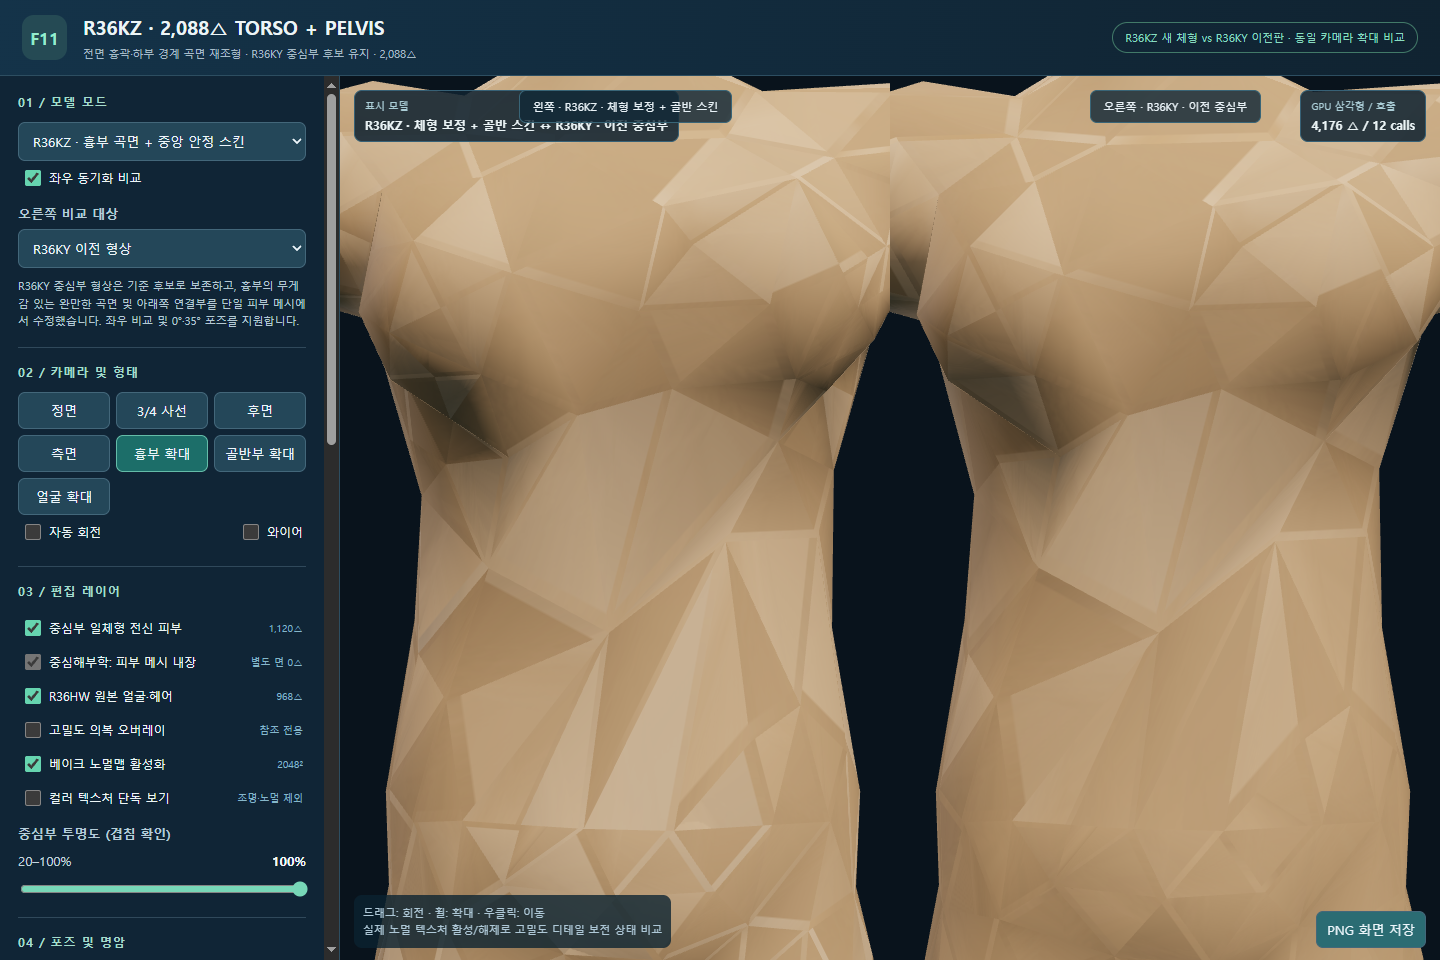 F11
R36KZ · 2,088△ TORSO + PELVIS
전면 흉곽·하부 경계 곡면 재조형 · R36KY 중심부 후보 유지 · 2,088△
R36KZ 새 체형 vs R36KY 이전판 · 동일 카메라 확대 비교
01 / 모델 모드
R36KZ · 흉부 곡면 + 중앙 안정 스킨
좌우 동기화 비교
오른쪽 비교 대상
R36KY 이전 형상
R36KY 중심부 형상은 기준 후보로 보존하고, 흉부의 무게
감 있는 완만한 곡면 및 아래쪽 연결부를 단일 피부 메시에
서 수정했습니다. 좌우 비교 및 0°·35° 포즈를 지원합니다.
02 / 카메라 및 형태
정면
3/4 사선
후면
측면
흉부 확대
골반부 확대
얼굴 확대
자동 회전
와이어
03 / 편집 레이어
중심부 일체형 전신 피부 1,120△
중심해부학: 피부 메시 내장 별도 면 0△
R36HW 원본 얼굴·헤어 968△
고밀도 의복 오버레이 참조 전용
베이크 노멀맵 활성화 2048²
컬러 텍스처 단독 보기 조명·노멀 제외
중심부 투명도 (겹침 확인)
20–100% 100%
04 / 포즈 및 명암
표시 모델
R36KZ · 체형 보정 + 골반 스킨 ↔ R36KY · 이전 중심부
왼쪽 · R36KZ · 체형 보정 + 골반 스킨
오른쪽 · R36KY · 이전 중심부
GPU 삼각형 / 호출
4,176 △ / 12 calls
드래그: 회전 · 휠: 확대 · 우클릭: 이동
실제 노멀 텍스처 활성/해제로 고밀도 디테일 보전 상태 비교
PNG 화면 저장